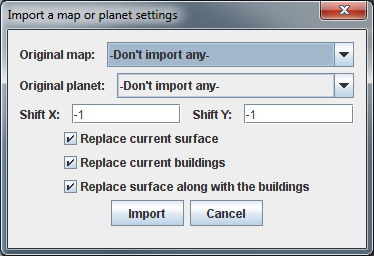 Import a map or planet settings
Original map: -Don't import any-
Original planet: -Don't import any-
Shift X: -1 Shift Y: -1
Replace current surface
Replace current buildings
Replace surface along with the buildings
Import Cancel